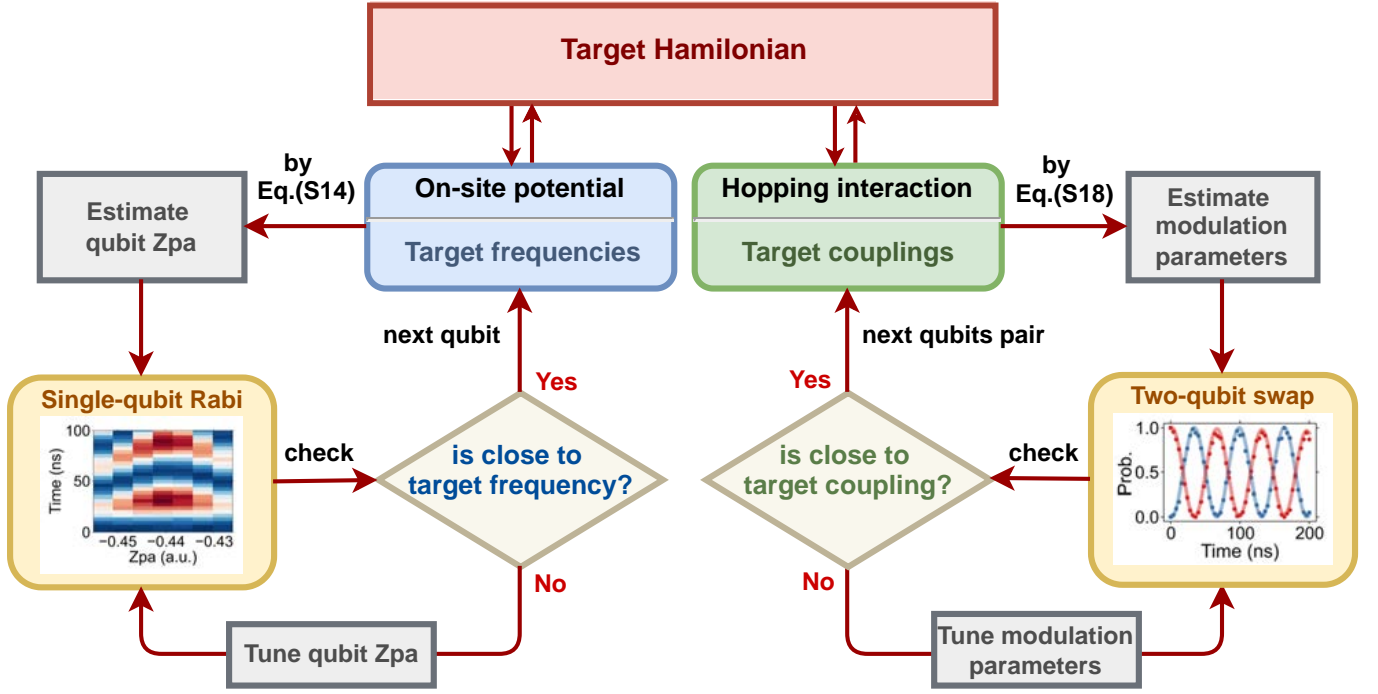 Target Hamilonian
by
Eq.(S14)
On-site potential
Target frequencies
Hopping interaction
Target couplings
by
Eq.(S18)
Estimate
qubit Zpa
Estimate
modulation
parameters
next qubit
next qubits pair
Yes
Yes
Single-qubit Rabi
100
50
0
Time (ns)
−0.45 −0.44 −0.43
Zpa (a.u.)
check
is close to
target frequency?
is close to
target coupling?
check
Two-qubit swap
1.0
0.5
0.0
Prob.
0 100 200
Time (ns)
No
No
Tune qubit Zpa
Tune modulation
parameters